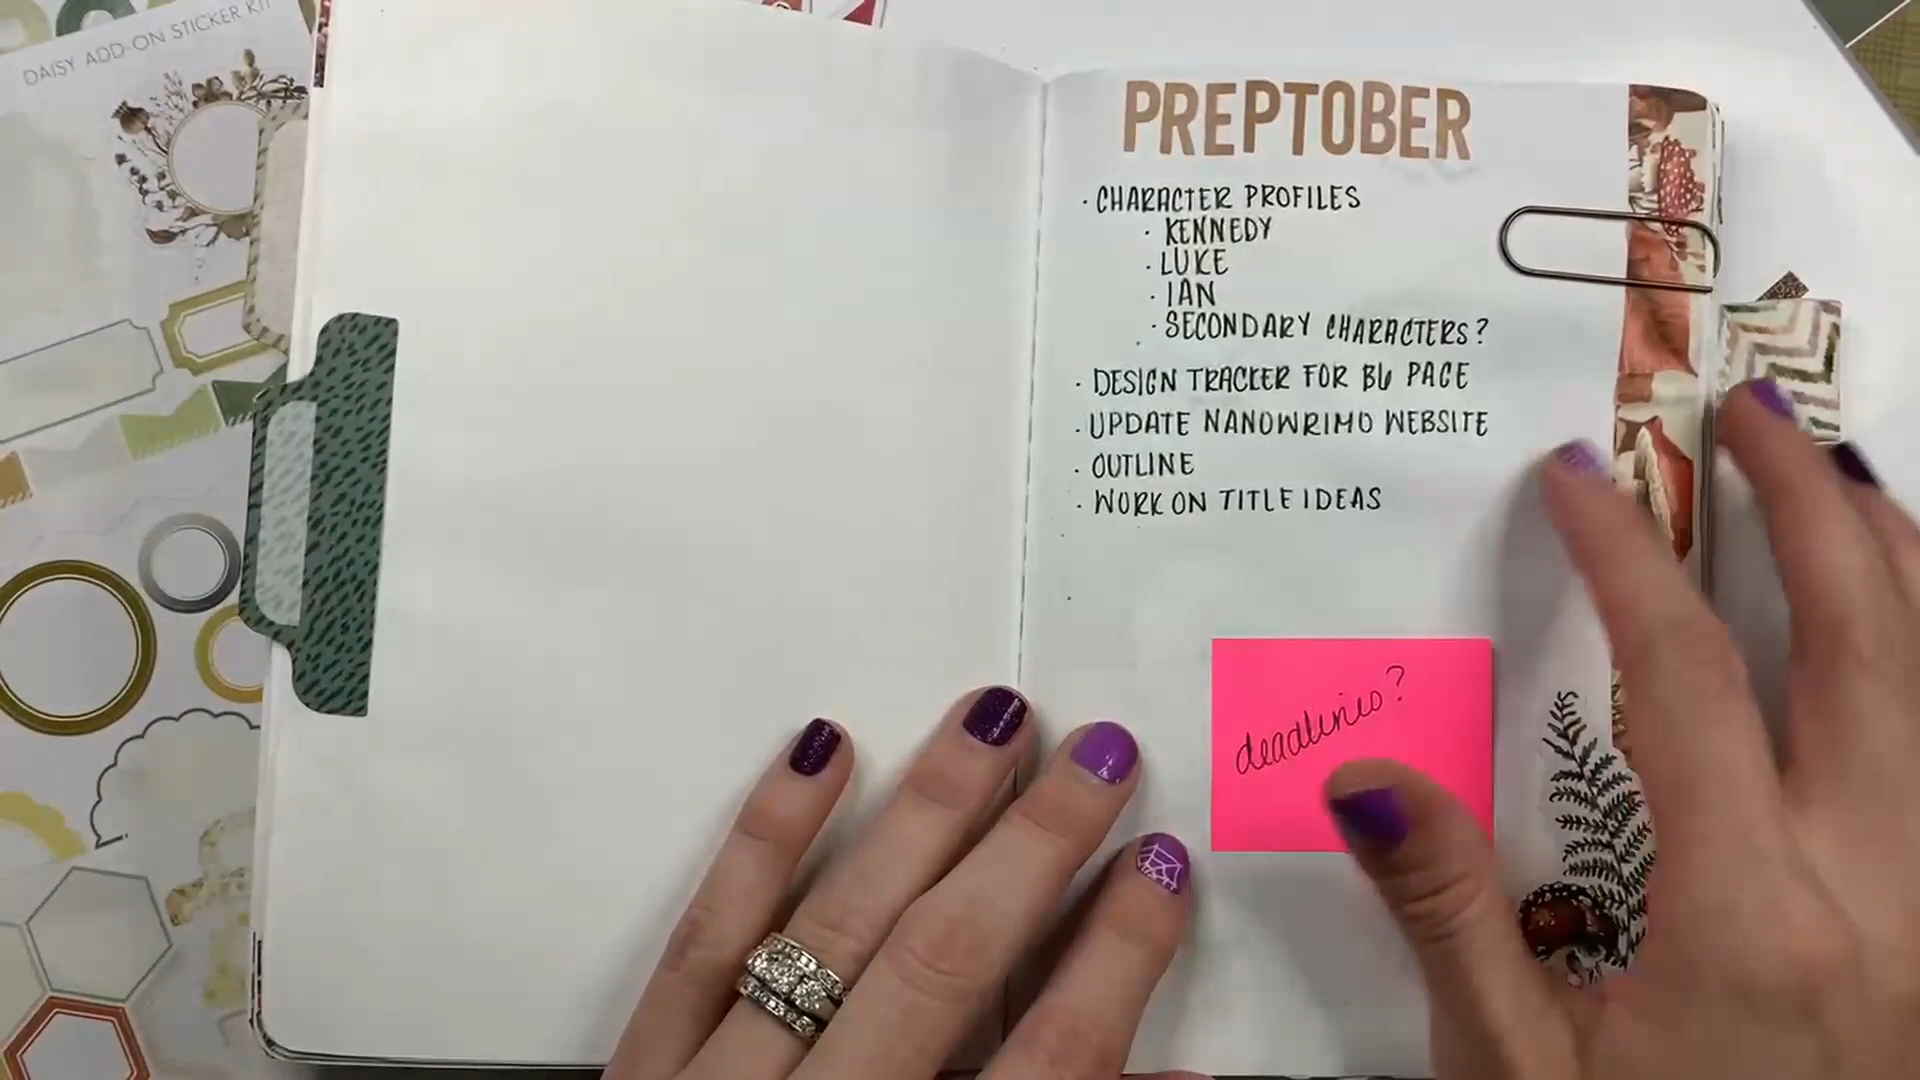 DAISY ADD-ON STICKER KIT
PREPTOBER
· CHARACTER PROFILES
· KENNEDY
· LUKE
· IAN
· SECONDARY CHARACTERS?
· DESIGN TRACKER FOR B6 PAGE
· UPDATE NANOWRIMO WEBSITE
· OUTLINE
· WORK ON TITLE IDEAS
deadlines?